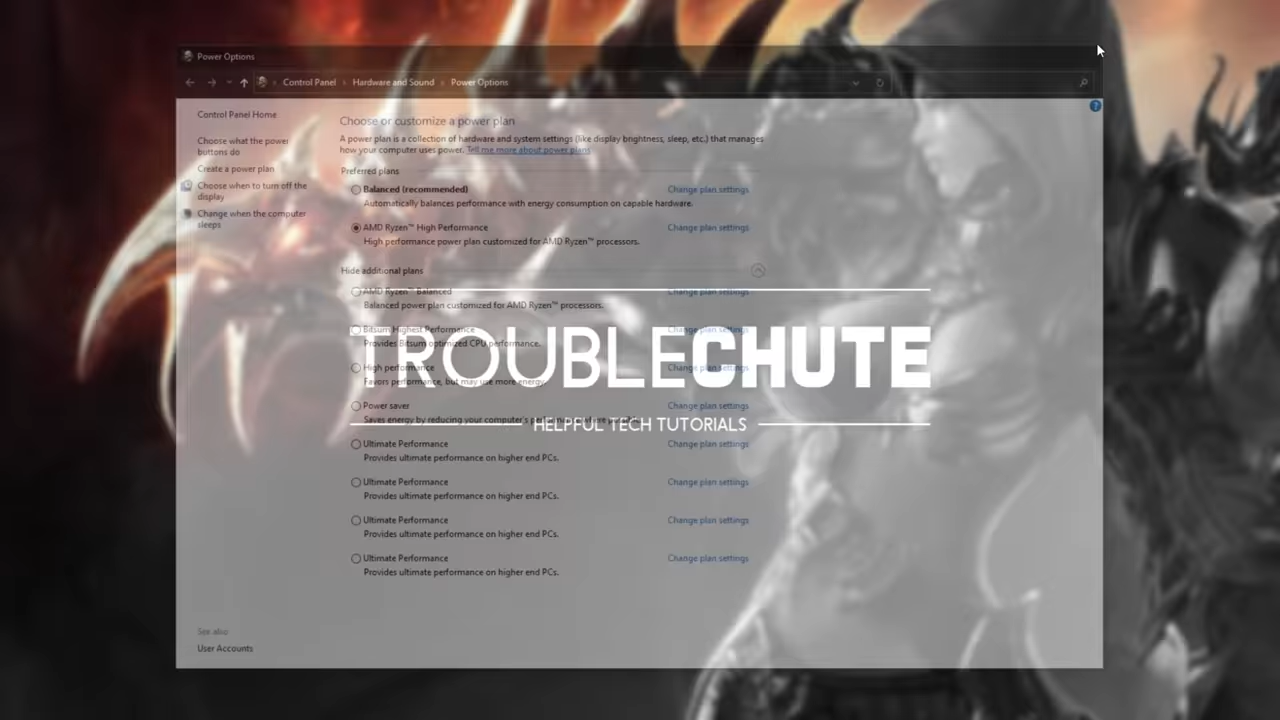 Power Options
Control Panel › Hardware and Sound › Power Options
Control Panel Home
Choose what the power
buttons do
Create a power plan
Choose when to turn off the
display
Change when the computer
sleeps
Choose or customize a power plan
A power plan is a collection of hardware and system settings (like display brightness, sleep, etc.) that manages
how your computer uses power. Tell me more about power plans
Preferred plans
Balanced (recommended) Change plan settings
Automatically balances performance with energy consumption on capable hardware.
AMD Ryzen™ High Performance Change plan settings
High performance power plan customized for AMD Ryzen™ processors.
Hide additional plans
AMD Ryzen™ Balanced Change plan settings
Balanced power plan customized for AMD Ryzen™ processors.
Bitsum Highest Performance Change plan settings
Provides Bitsum optimized CPU performance.
TROUBLECHUTE
High performance Change plan settings
Favors performance, but may use more energy.
Power saver Change plan settings
Saves energy by reducing your computer's performance where possible.
HELPFUL TECH TUTORIALS
Ultimate Performance Change plan settings
Provides ultimate performance on higher end PCs.
Ultimate Performance Change plan settings
Provides ultimate performance on higher end PCs.
Ultimate Performance Change plan settings
Provides ultimate performance on higher end PCs.
Ultimate Performance Change plan settings
Provides ultimate performance on higher end PCs.
See also
User Accounts